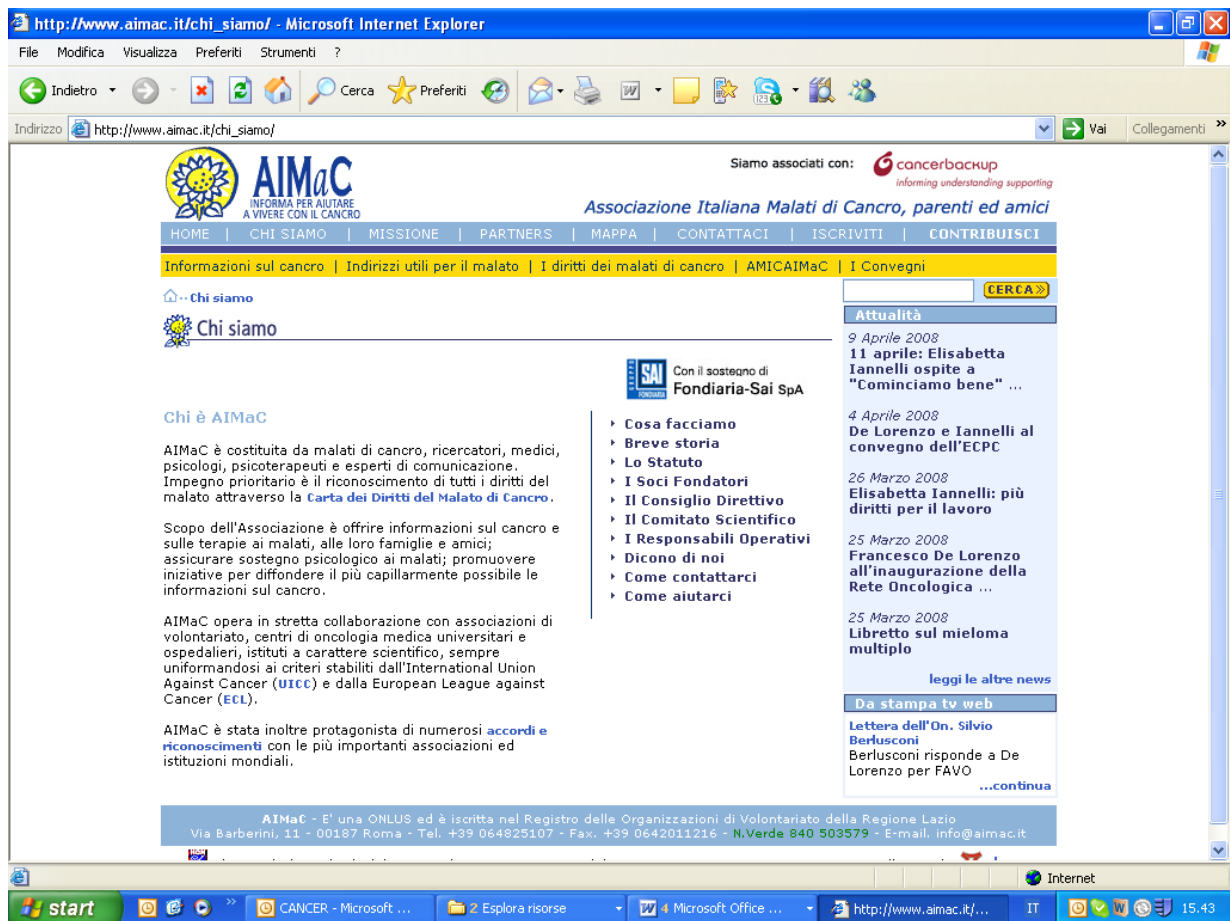 http://www.aimac.it/chi_siamo/ - Microsoft Internet Explorer
File Modifica Visualizza Preferiti Strumenti ?
Indietro Cerca Preferiti
Indirizzo http://www.aimac.it/chi_siamo/ Vai Collegamenti »
AIMaC
INFORMA PER AIUTARE
A VIVERE CON IL CANCRO
Siamo associati con: cancerbackup
informing understanding supporting
Associazione Italiana Malati di Cancro, parenti ed amici
HOME | CHI SIAMO | MISSIONE | PARTNERS | MAPPA | CONTATTACI | ISCRIVITI | CONTRIBUISCI
Informazioni sul cancro | Indirizzi utili per il malato | I diritti dei malati di cancro | AMICAIMaC | I Convegni
Chi siamo
CERCA»
Chi siamo
SAI
FONDIARIA
Con il sostegno di
Fondiaria-Sai SpA
Chi è AIMaC
AIMaC è costituita da malati di cancro, ricercatori, medici,
psicologi, psicoterapeuti e esperti di comunicazione.
Impegno prioritario è il riconoscimento di tutti i diritti del
malato attraverso la Carta dei Diritti del Malato di Cancro.
Scopo dell'Associazione è offrire informazioni sul cancro e
sulle terapie ai malati, alle loro famiglie e amici;
assicurare sostegno psicologico ai malati; promuovere
iniziative per diffondere il più capillarmente possibile le
informazioni sul cancro.
AIMaC opera in stretta collaborazione con associazioni di
volontariato, centri di oncologia medica universitari e
ospedalieri, istituti a carattere scientifico, sempre
uniformandosi ai criteri stabiliti dall'International Union
Against Cancer (UICC) e dalla European League against
Cancer (ECL).
AIMaC è stata inoltre protagonista di numerosi accordi e
riconoscimenti con le più importanti associazioni ed
istituzioni mondiali.
Cosa facciamo
Breve storia
Lo Statuto
I Soci Fondatori
Il Consiglio Direttivo
Il Comitato Scientifico
I Responsabili Operativi
Dicono di noi
Come contattarci
Come aiutarci
Attualità
9 Aprile 2008
11 aprile: Elisabetta
Iannelli ospite a
"Cominciamo bene" ...
4 Aprile 2008
De Lorenzo e Iannelli al
convegno dell'ECPC
26 Marzo 2008
Elisabetta Iannelli: più
diritti per il lavoro
25 Marzo 2008
Francesco De Lorenzo
all'inaugurazione della
Rete Oncologica ...
25 Marzo 2008
Libretto sul mieloma
multiplo
leggi le altre news
Da stampa tv web
Lettera dell'On. Silvio
Berlusconi
Berlusconi risponde a De
Lorenzo per FAVO
...continua
AIMaC - E' una ONLUS ed è iscritta nel Registro delle Organizzazioni di Volontariato della Regione Lazio
Via Barberini, 11 - 00187 Roma - Tel. +39 064825107 - Fax. +39 0642011216 - N.Verde 840 503579 - E-mail. info@aimac.it
Internet
start » CANCER - Microsoft ... 2 Esplora risorse 4 Microsoft Office ... http://www.aimac.it/... IT 15.43